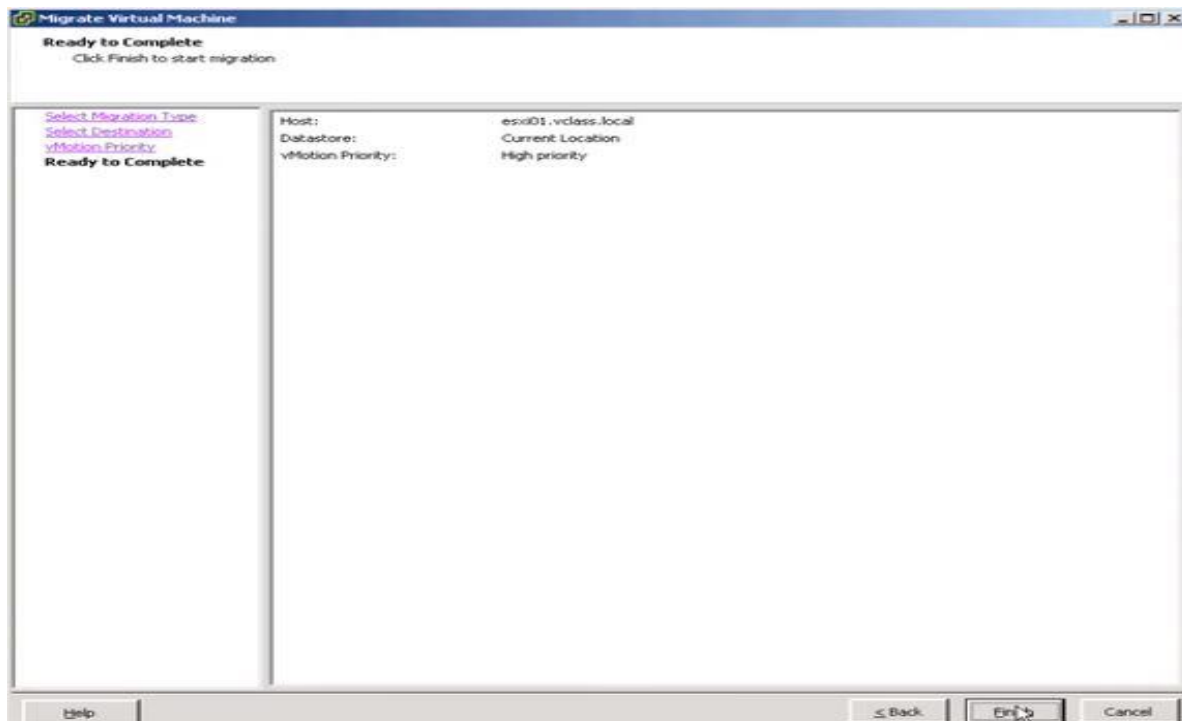 Migrate Virtual Machine
Ready to Complete
Click Finish to start migration
Select Migration Type
Select Destination
vMotion Priority
Ready to Complete
Host: esxi01.vclass.local
Datastore: Current Location
vMotion Priority: High priority
Help
< Back
Finish
Cancel